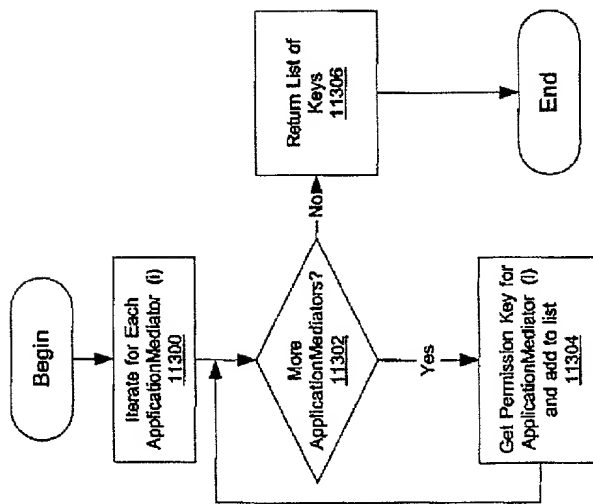 Begin
Iterate for Each
ApplicationMediator (i)
11300
More
ApplicationMediators?
11302
No
Return List of
Keys
11306
End
Yes
Get Permission Key for
ApplicationMediator (i)
and add to list
11304